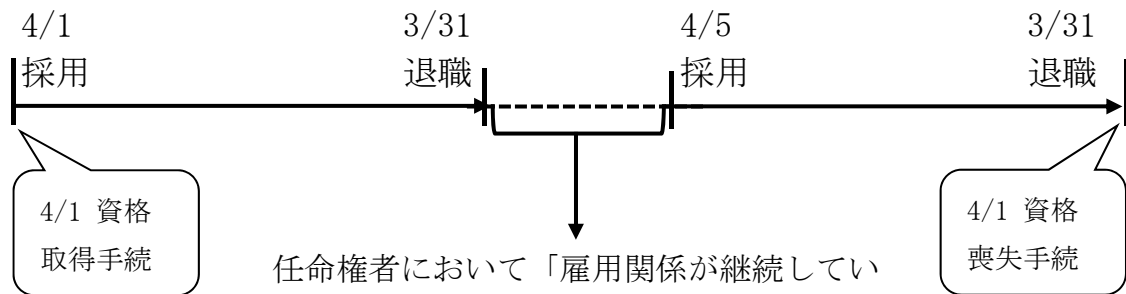 4/1
採用
3/31
退職
4/5
採用
3/31
退職
4/1 資格
取得手続
4/1 資格
喪失手続
任命権者において「雇用関係が継続してい